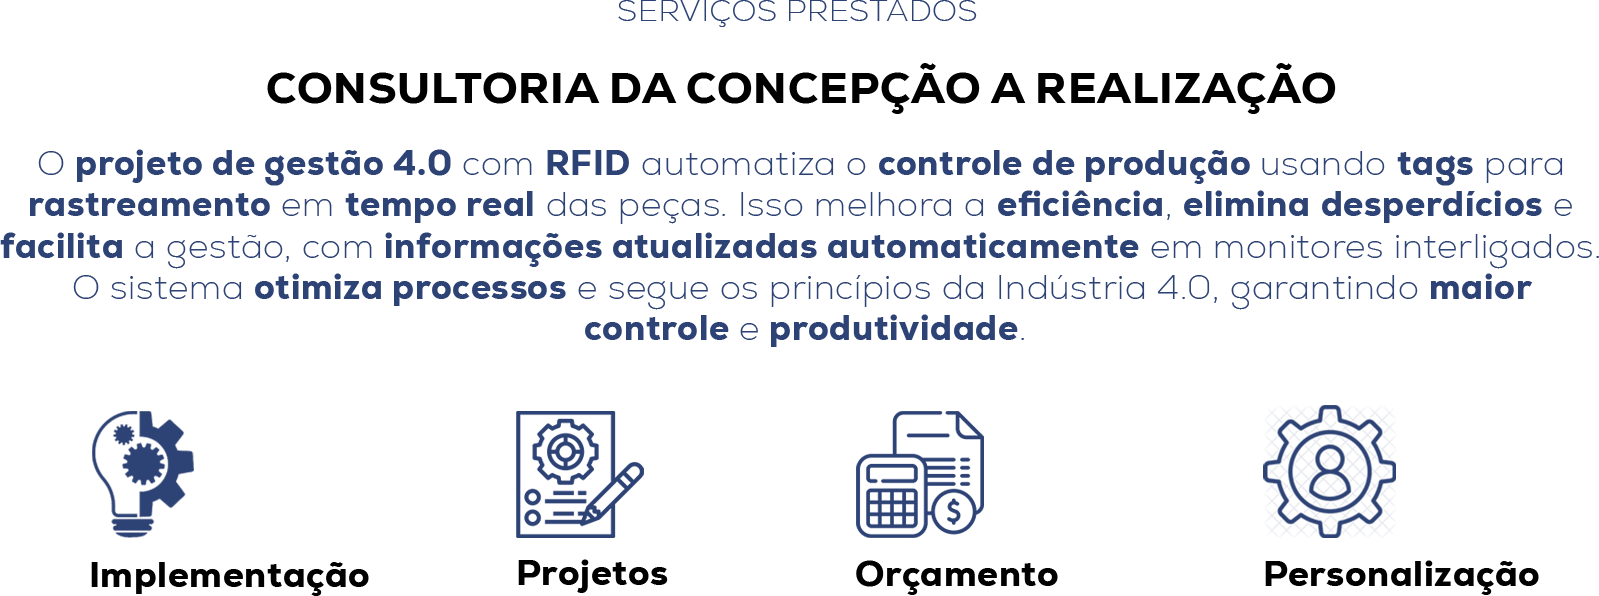 SERVIÇOS PRESTADOS
CONSULTORIA DA CONCEPÇÃO A REALIZAÇÃO
O projeto de gestão 4.0 com RFID automatiza o controle de produção usando tags para
rastreamento em tempo real das peças. Isso melhora a eficiência, elimina desperdícios e
facilita a gestão, com informações atualizadas automaticamente em monitores interligados.
O sistema otimiza processos e segue os princípios da Indústria 4.0, garantindo maior
controle e produtividade.
$
Implementação
Projetos
Orçamento
Personalização